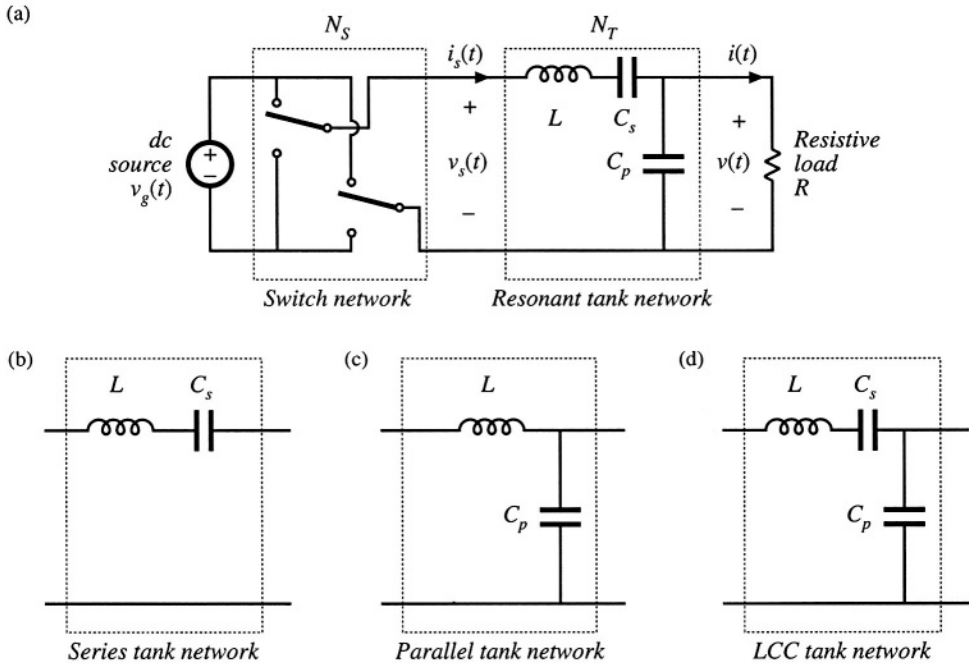 (a)
N_S
N_T
i_s(t)
i(t)
+
+
L
C_s
dc
source
v_g(t)
+
–
v_s(t)
C_p
v(t)
Resistive
load
R
–
–
Switch network
Resonant tank network
(b)
L
C_s
Series tank network
(c)
L
C_p
Parallel tank network
(d)
L
C_s
C_p
LCC tank network